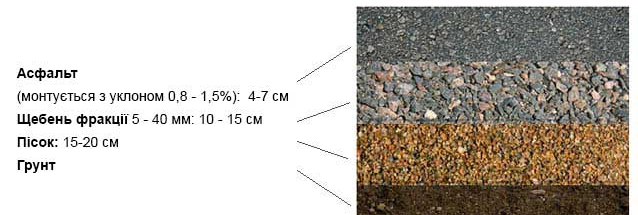 Асфальт
(монтується з уклоном 0,8 - 1,5%): 4-7 см
Щебень фракції 5 - 40 мм: 10 - 15 см
Пісок: 15-20 см
Грунт